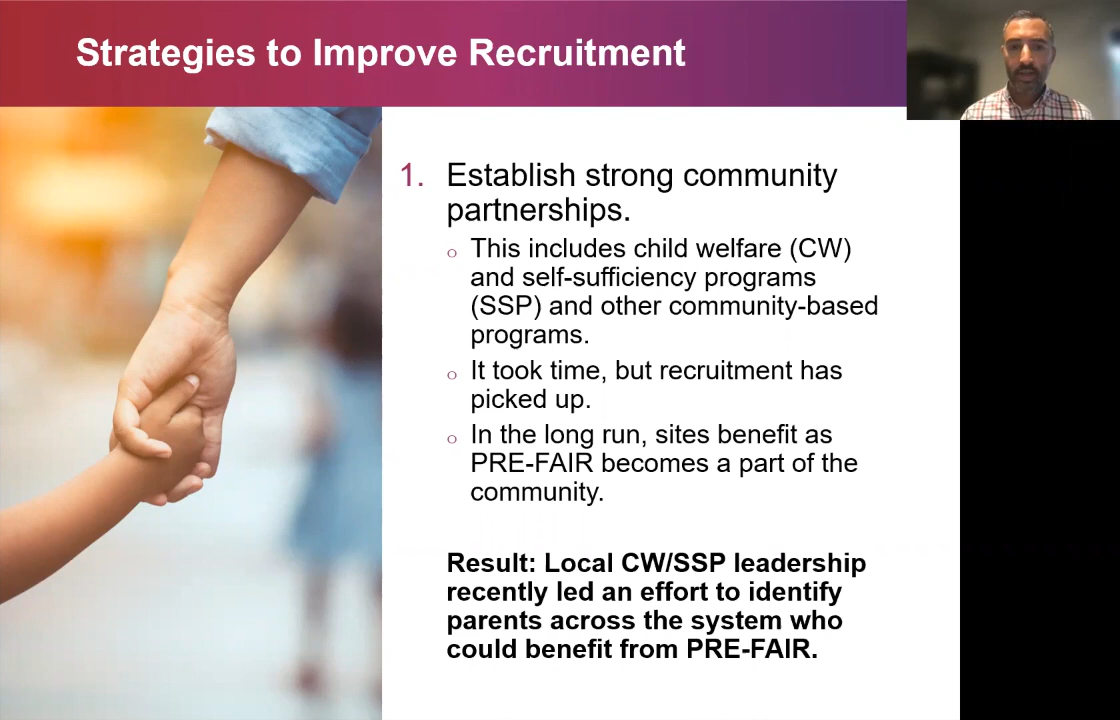 Strategies to Improve Recruitment
1. Establish strong community
partnerships.
o This includes child welfare (CW)
and self-sufficiency programs
(SSP) and other community-based
programs.
o It took time, but recruitment has
picked up.
o In the long run, sites benefit as
PRE-FAIR becomes a part of the
community.
Result: Local CW/SSP leadership
recently led an effort to identify
parents across the system who
could benefit from PRE-FAIR.